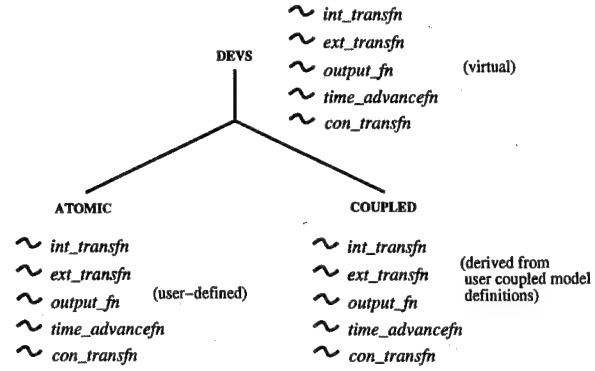 DEVS
~ int_transfn
~ ext_transfn
~ output_fn
~ time_advancefn
~ con_transfn
(virtual)
ATOMIC
~ int_transfn
~ ext_transfn
~ output_fn
~ time_advancefn
~ con_transfn
(user-defined)
COUPLED
~ int_transfn
~ ext_transfn
~ output_fn
~ time_advancefn
~ con_transfn
(derived from
user coupled model
definitions)